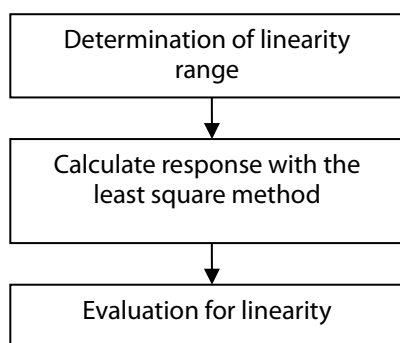 Determination of linearity
range
Calculate response with the
least square method
Evaluation for linearity